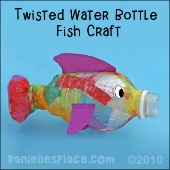 Twisted Water Bottle
Fish Craft
daniellesplace.com ©2010